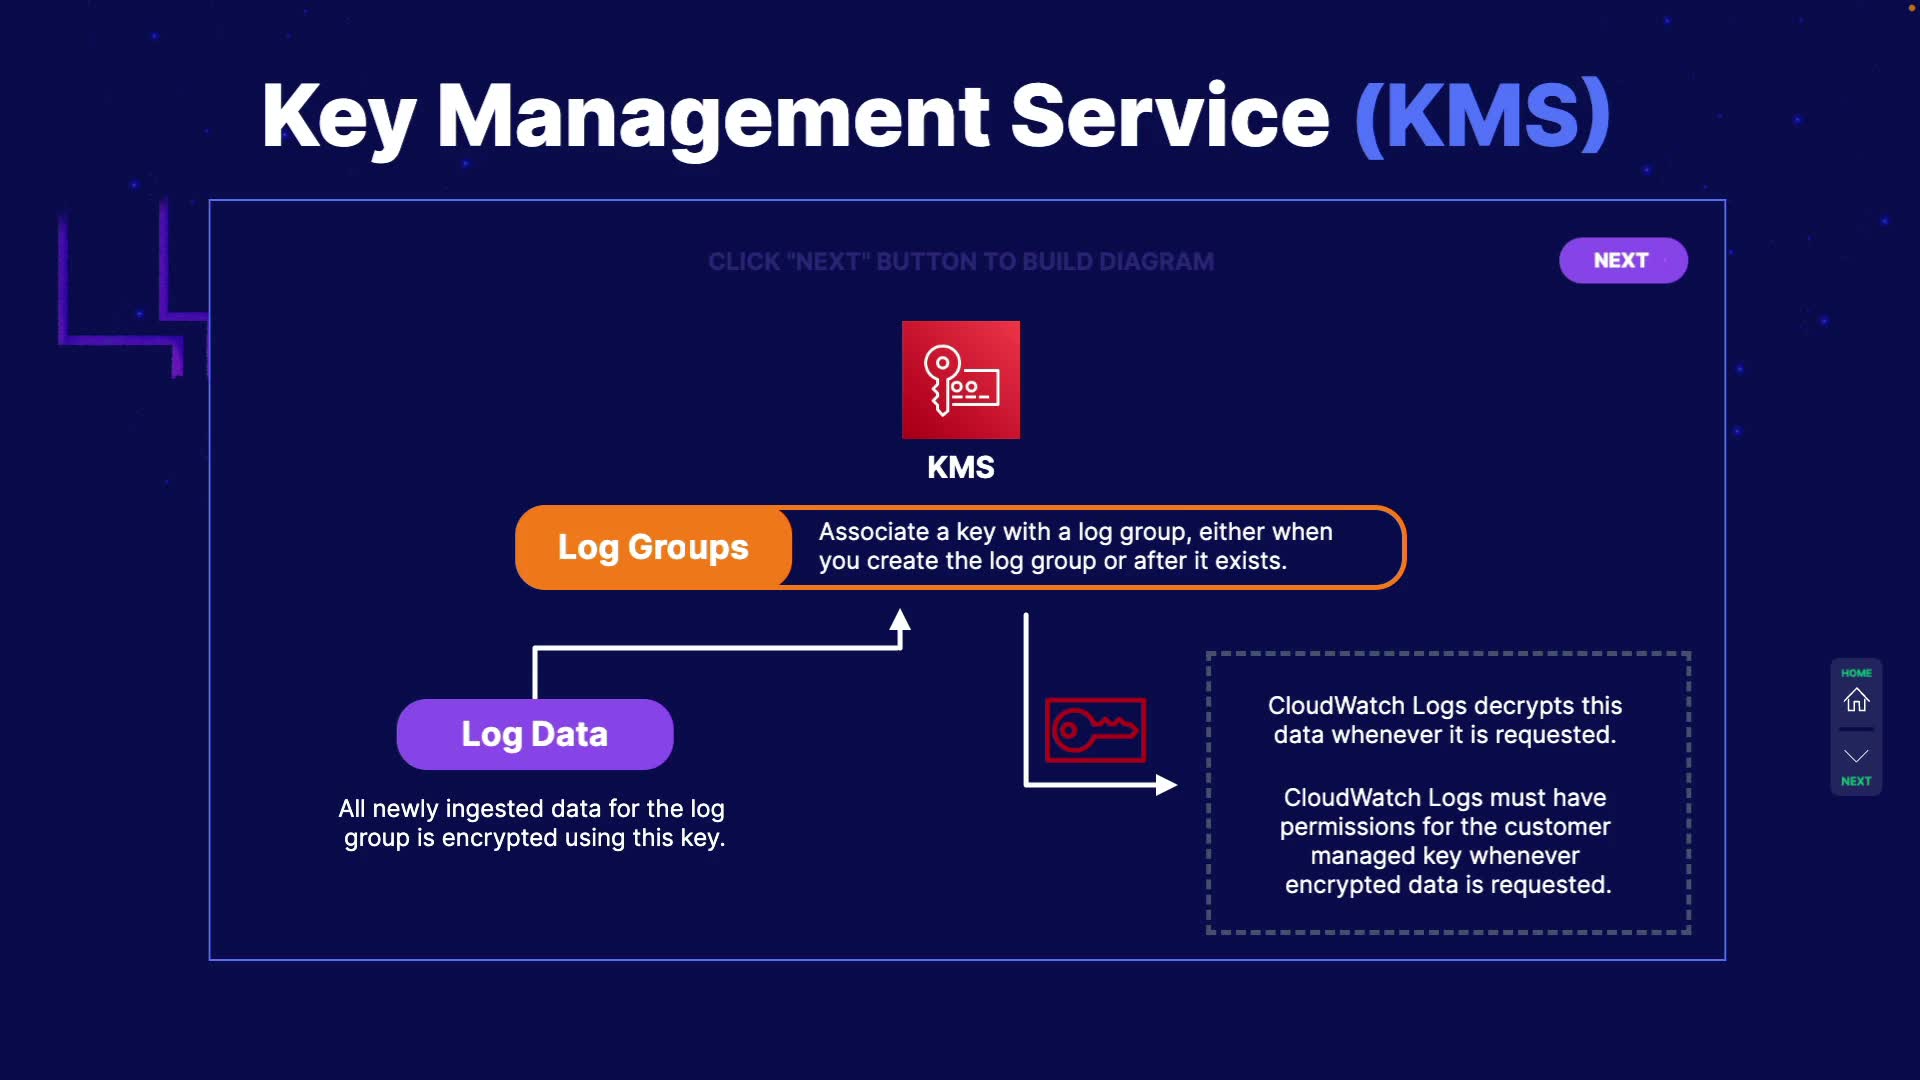 Key Management Service (KMS)
CLICK "NEXT" BUTTON TO BUILD DIAGRAM
NEXT
KMS
Log Groups
Associate a key with a log group, either when
you create the log group or after it exists.
Log Data
All newly ingested data for the log
group is encrypted using this key.
CloudWatch Logs decrypts this
data whenever it is requested.
CloudWatch Logs must have
permissions for the customer
managed key whenever
encrypted data is requested.
HOME
NEXT